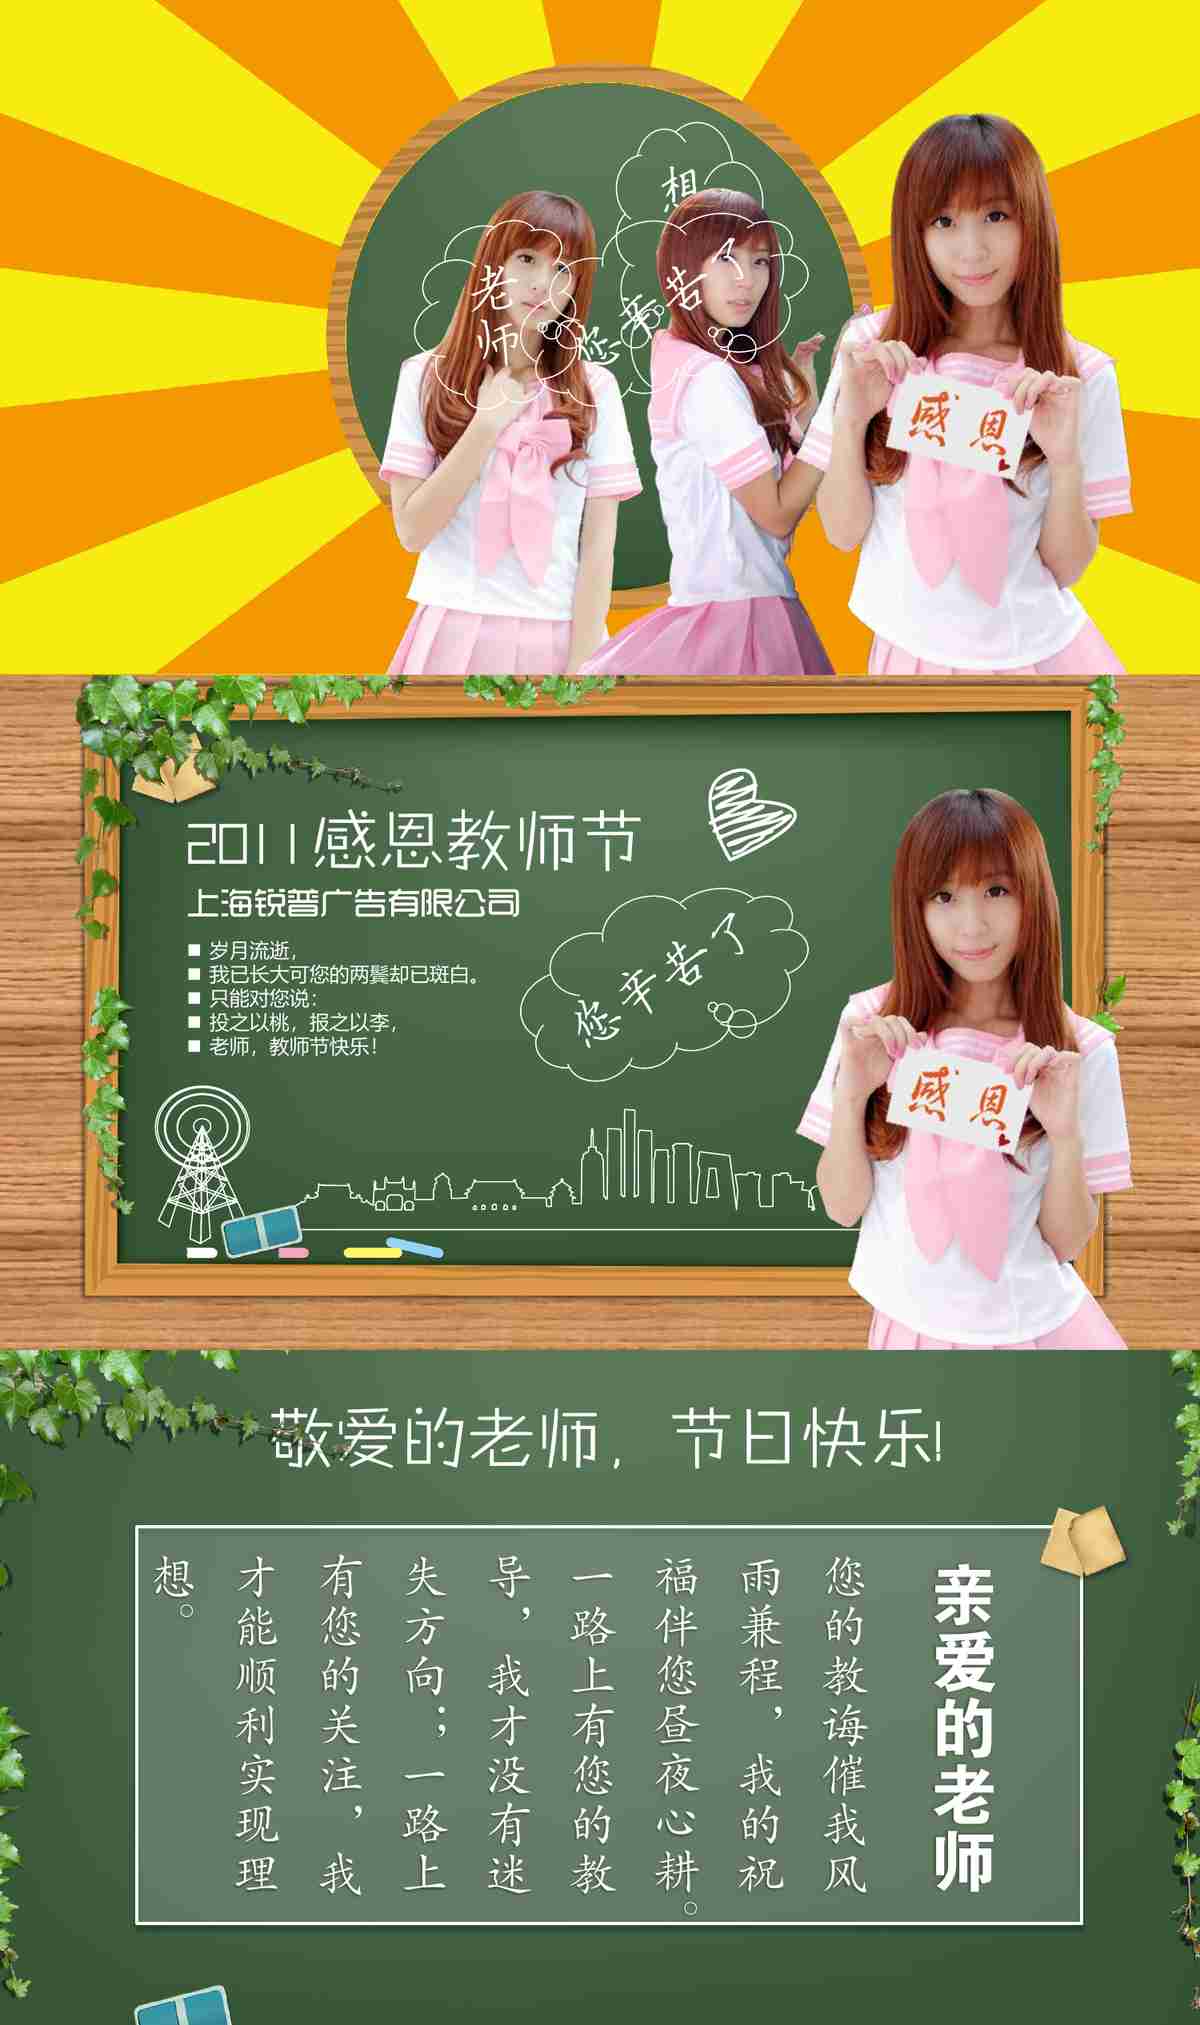 想
老师
您辛苦了
感恩
2011感恩教师节
上海锐普广告有限公司
■ 岁月流逝，
■ 我已长大可您的两鬓却已斑白。
■ 只能对您说：
■ 投之以桃，报之以李，
■ 老师，教师节快乐！
您辛苦了
感恩
敬爱的老师，节日快乐!
亲爱的老师
您的教诲催我风
雨兼程，我的祝
福伴您昼夜心耕。
一路上有您的教
导，我才没有迷
失方向；一路上
有您的关注，我
才能顺利实现理
想。